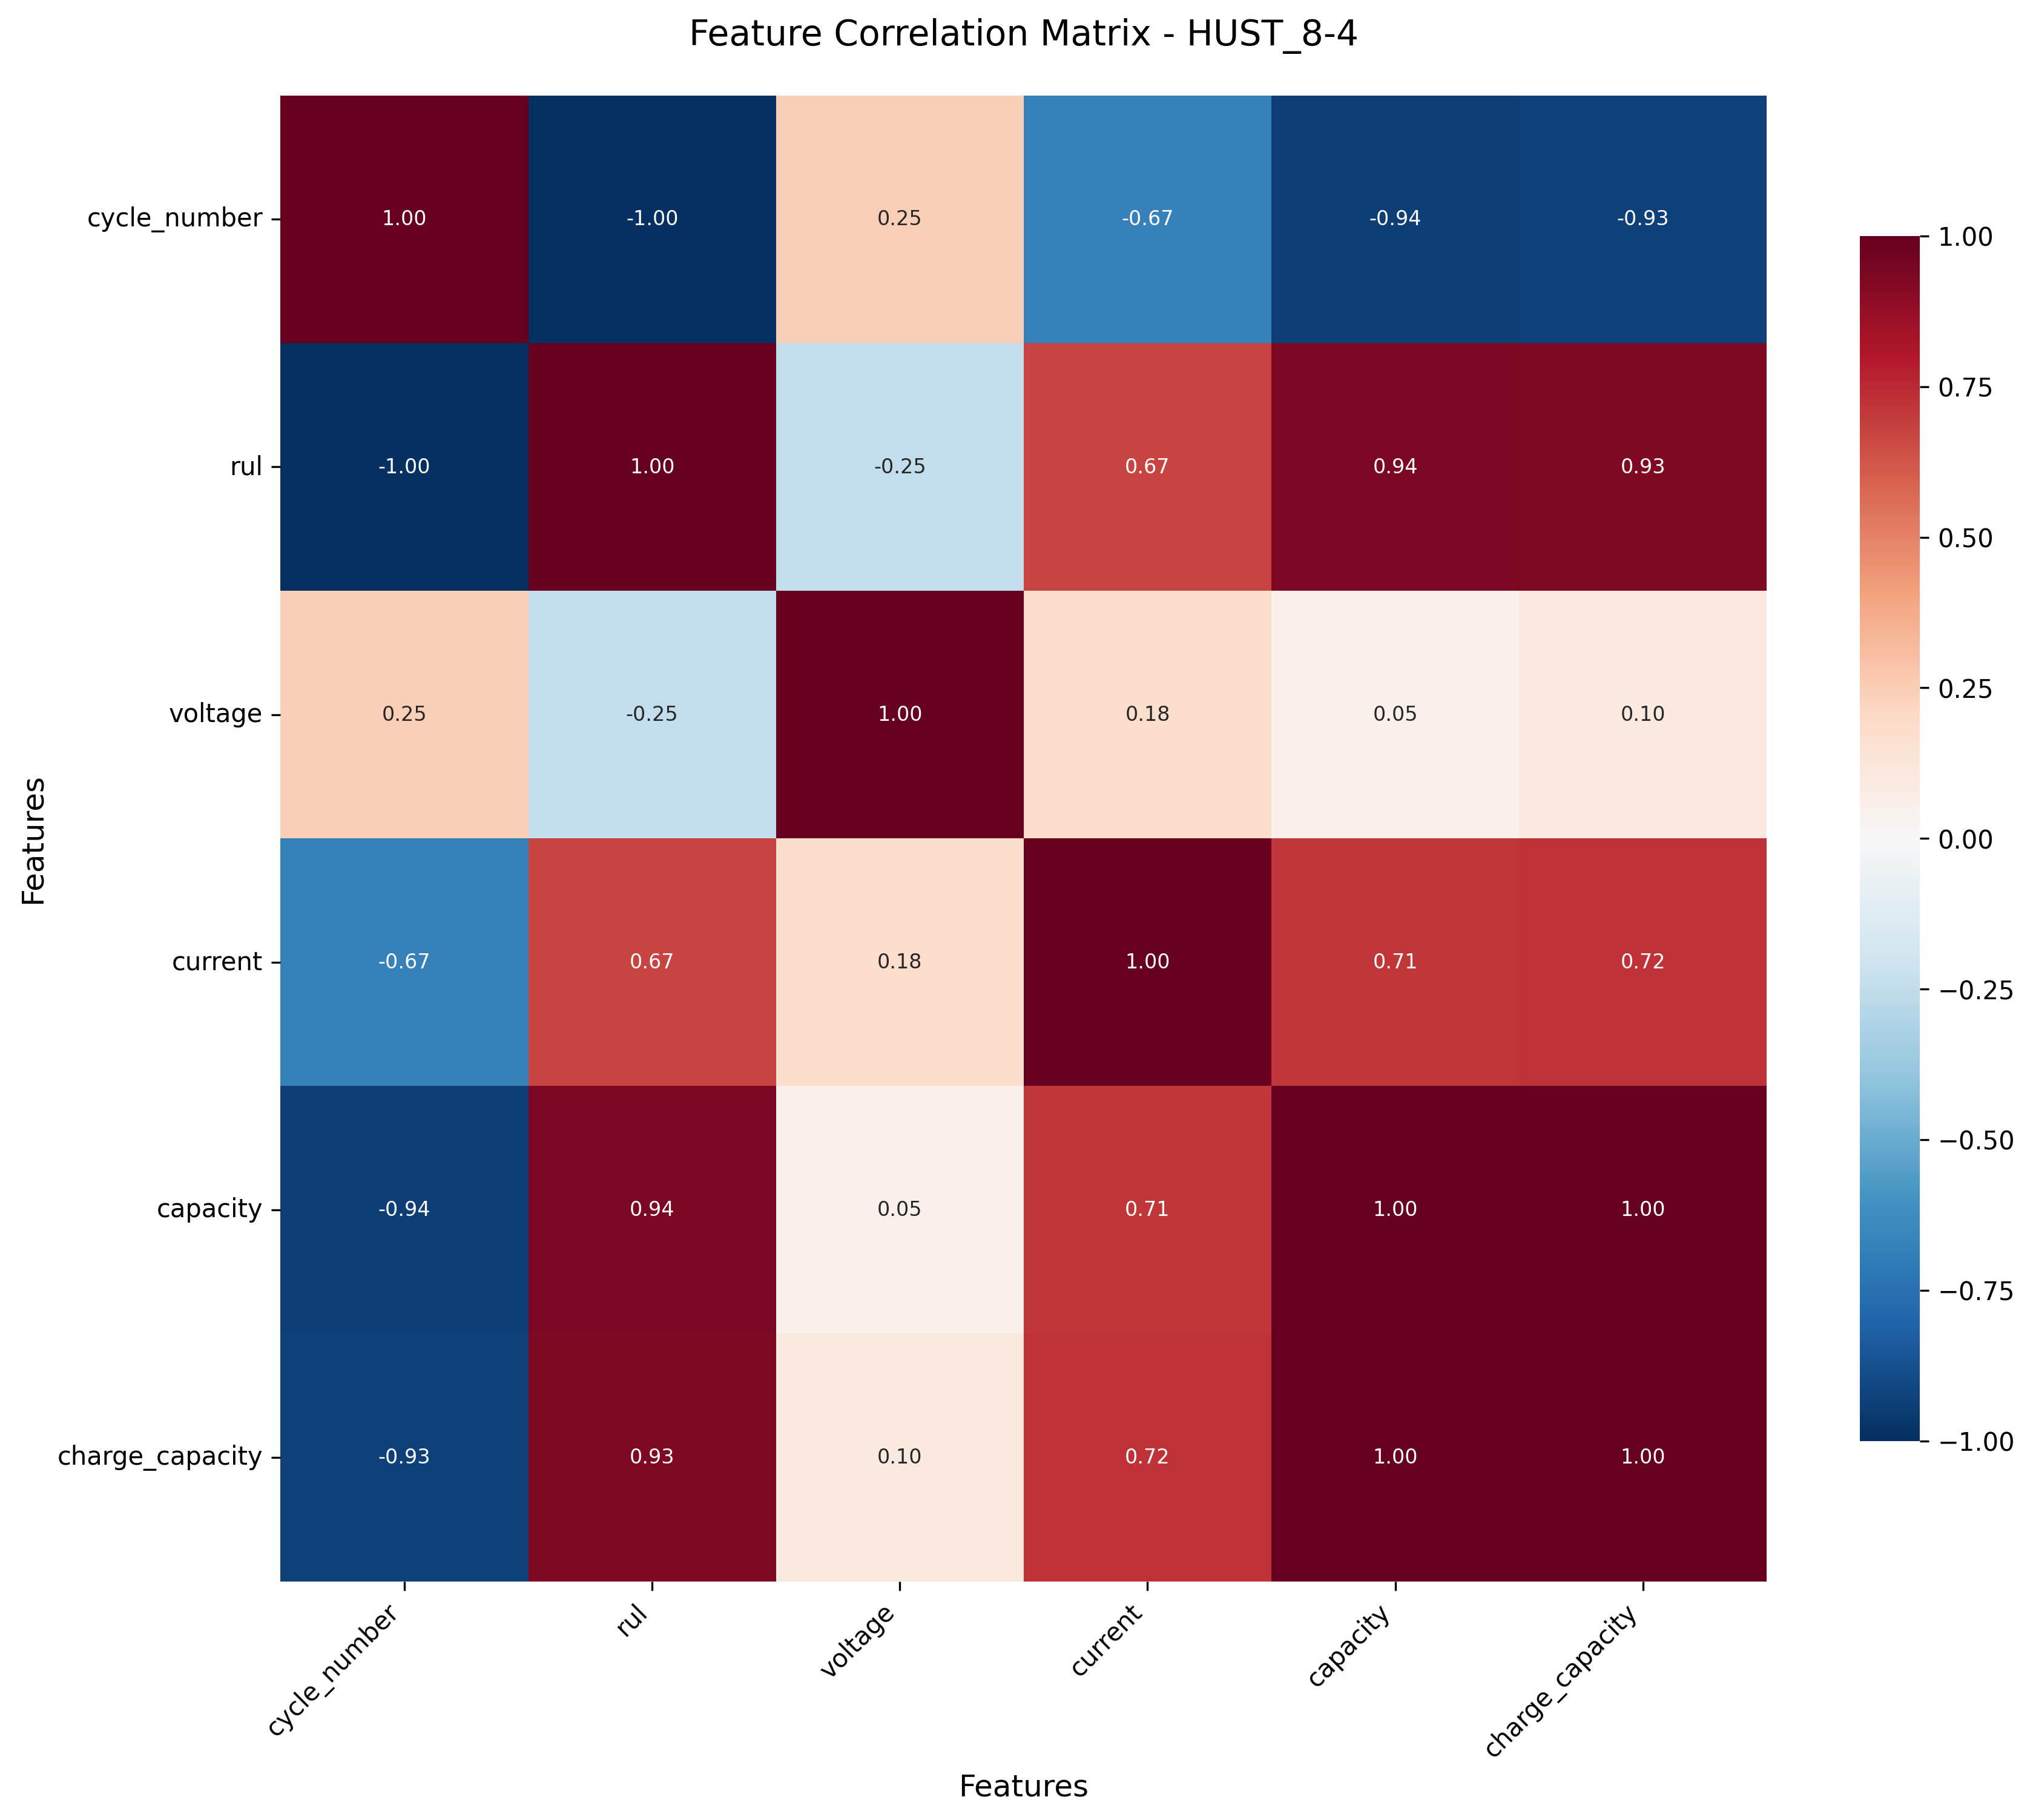 Feature Correlation Matrix - HUST_8-4
cycle_number 1.00 -1.00 0.25 -0.67 -0.94 -0.93
rul -1.00 1.00 -0.25 0.67 0.94 0.93
voltage 0.25 -0.25 1.00 0.18 0.05 0.10
current -0.67 0.67 0.18 1.00 0.71 0.72
capacity -0.94 0.94 0.05 0.71 1.00 1.00
charge_capacity -0.93 0.93 0.10 0.72 1.00 1.00
Features
cycle_number rul voltage current capacity charge_capacity
Features
1.00
0.75
0.50
0.25
0.00
−0.25
−0.50
−0.75
−1.00